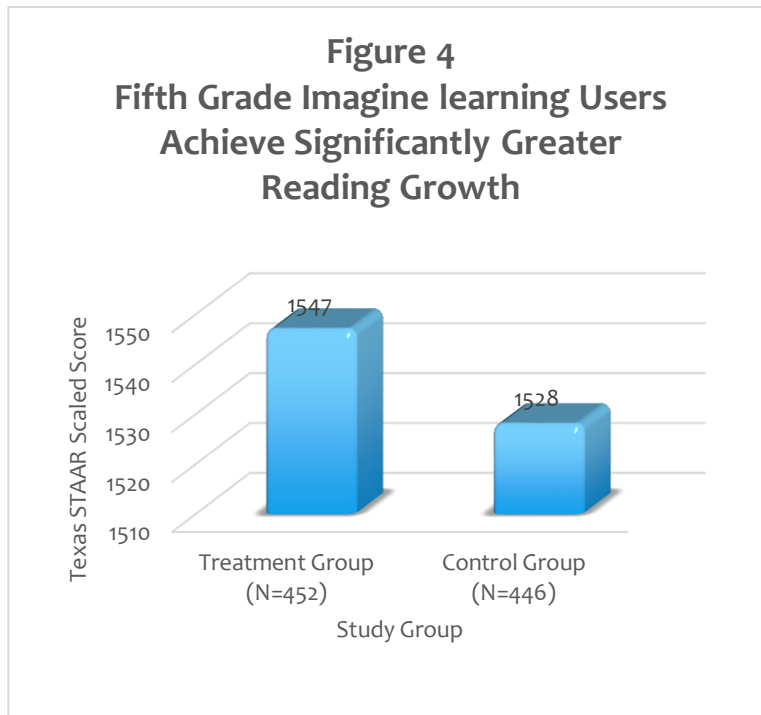 Figure 4
Fifth Grade Imagine learning Users
Achieve Significantly Greater
Reading Growth
Texas STAAR Scaled Score
1550
1540
1530
1520
1510
1547
1528
Treatment Group
(N=452)
Control Group
(N=446)
Study Group